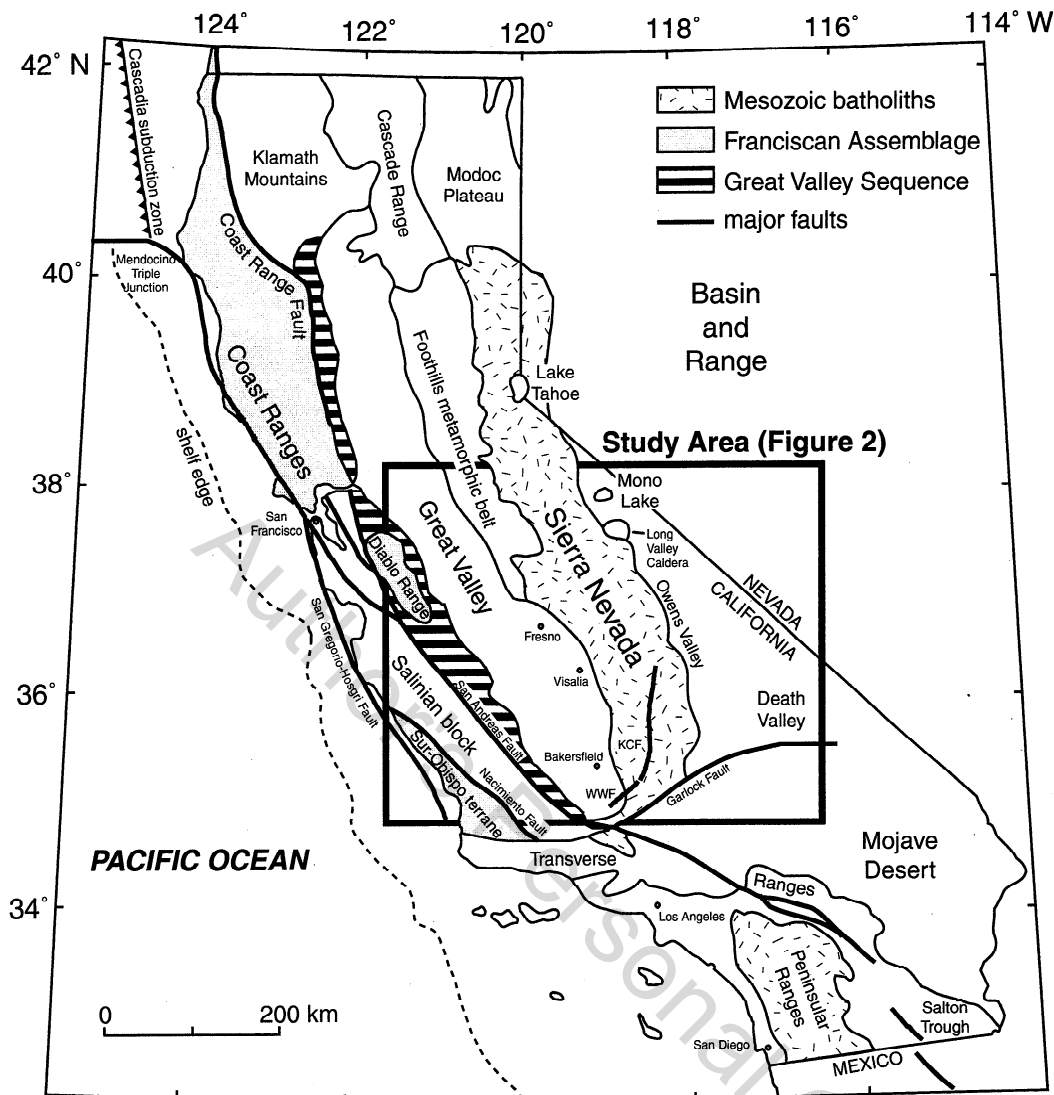 124°
122°
120°
118°
116°
114° W
42° N
40°
38°
36°
34°
Mesozoic batholiths
Franciscan Assemblage
Great Valley Sequence
major faults
Cascadia subduction zone
Klamath
Mountains
Cascade Range
Modoc
Plateau
Mendocino
Triple
Junction
Coast Range Fault
Basin
and
Range
Coast Ranges
Foothills metamorphic belt
Lake
Tahoe
shelf edge
Study Area (Figure 2)
Mono
Lake
San
Francisco
Diablo Range
Great Valley
Sierra Nevada
Long
Valley
Caldera
Owens Valley
NEVADA
CALIFORNIA
Fresno
Visalia
San Gregorio-Hosgri Fault
Salinian block
San Andreas Fault
Death
Valley
Sur-Obispo terrane
Nacimiento Fault
Bakersfield
KCF
WWF
Garlock Fault
PACIFIC OCEAN
Transverse
Ranges
Mojave
Desert
Los Angeles
Peninsular
Ranges
Salton
Trough
San Diego
MEXICO
0
200 km
Author's Personal